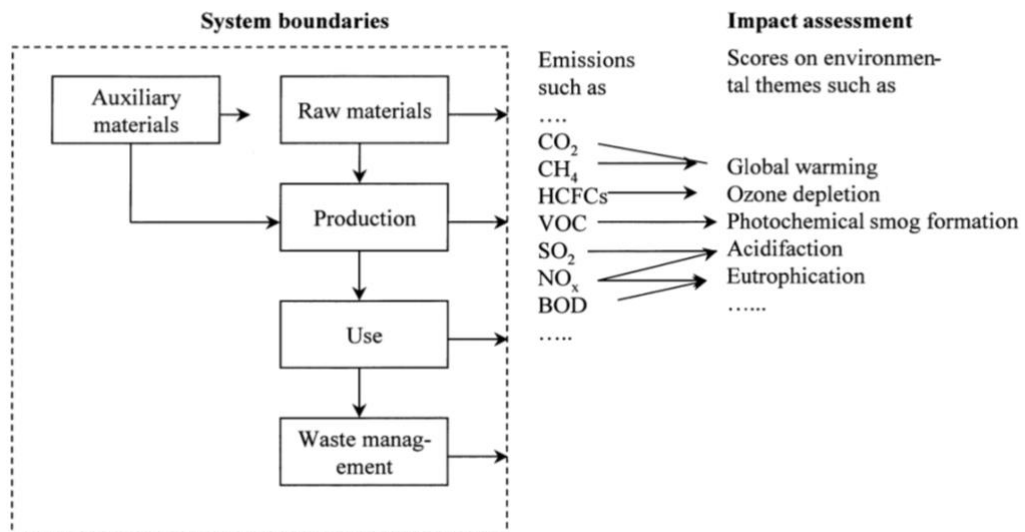 System boundaries
Auxiliary
materials
Raw materials
Production
Use
Waste manag-
ement
Emissions
such as
....
CO₂
CH₄
HCFCs
VOC
SO₂
NOₓ
BOD
.....
Impact assessment
Scores on environmen-
tal themes such as
Global warming
Ozone depletion
Photochemical smog formation
Acidifaction
Eutrophication
......